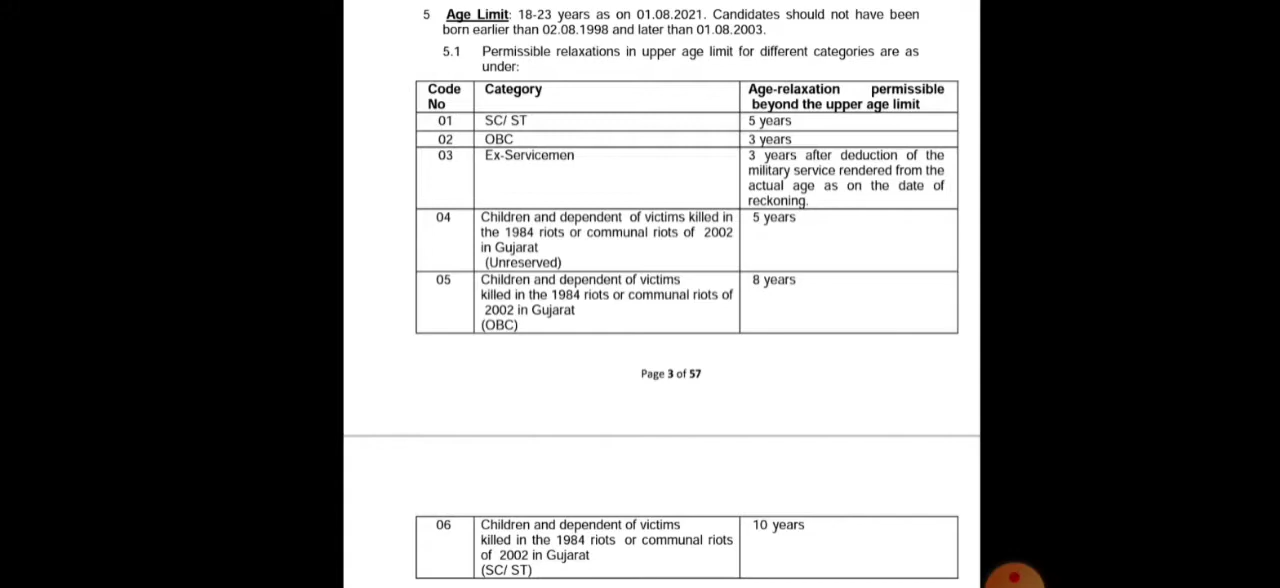 5 Age Limit: 18-23 years as on 01.08.2021. Candidates should not have been
born earlier than 02.08.1998 and later than 01.08.2003.
5.1 Permissible relaxations in upper age limit for different categories are as
under:
Code No Category Age-relaxation permissible beyond the upper age limit
01 SC/ ST 5 years
02 OBC 3 years
03 Ex-Servicemen 3 years after deduction of the
military service rendered from the
actual age as on the date of
reckoning.
04 Children and dependent of victims killed in 5 years
the 1984 riots or communal riots of 2002
in Gujarat
(Unreserved)
05 Children and dependent of victims 8 years
killed in the 1984 riots or communal riots of
2002 in Gujarat
(OBC)
Page 3 of 57
06 Children and dependent of victims 10 years
killed in the 1984 riots or communal riots
of 2002 in Gujarat
(SC/ ST)